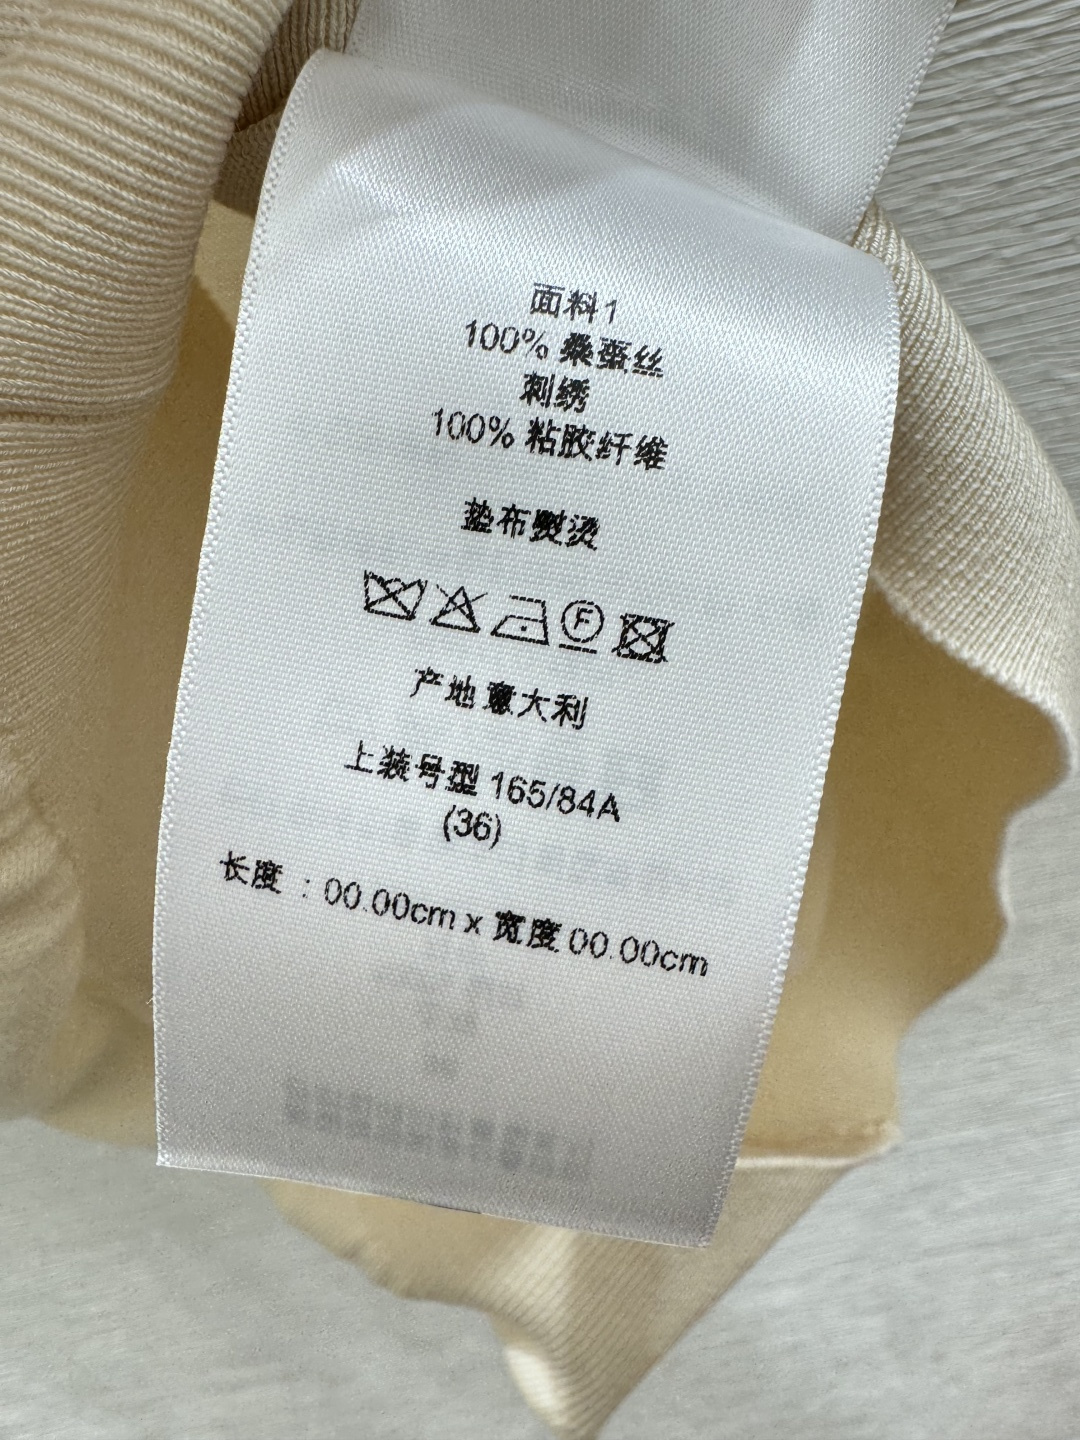 面料1
100% 桑蚕丝
刺绣
100% 粘胶纤维
垫布熨烫
F
产地 意大利
上装号型 165/84A
(36)
长度 : 00.00cm x 宽度 00.00cm